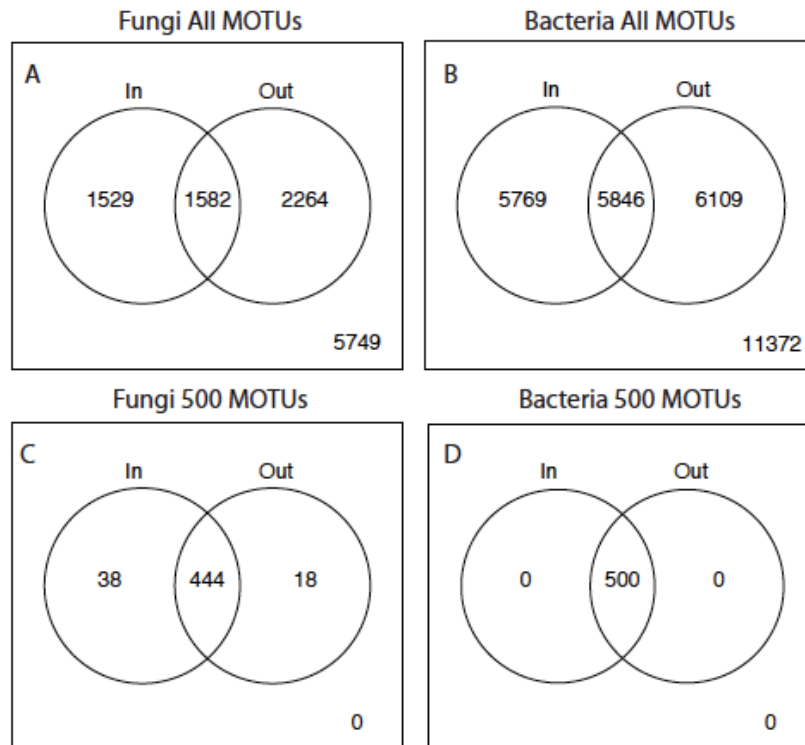 Fungi All MOTUs
Bacteria All MOTUs
A
In
Out
1529
1582
2264
5749
B
In
Out
5769
5846
6109
11372
Fungi 500 MOTUs
Bacteria 500 MOTUs
C
In
Out
38
444
18
0
D
In
Out
0
500
0
0